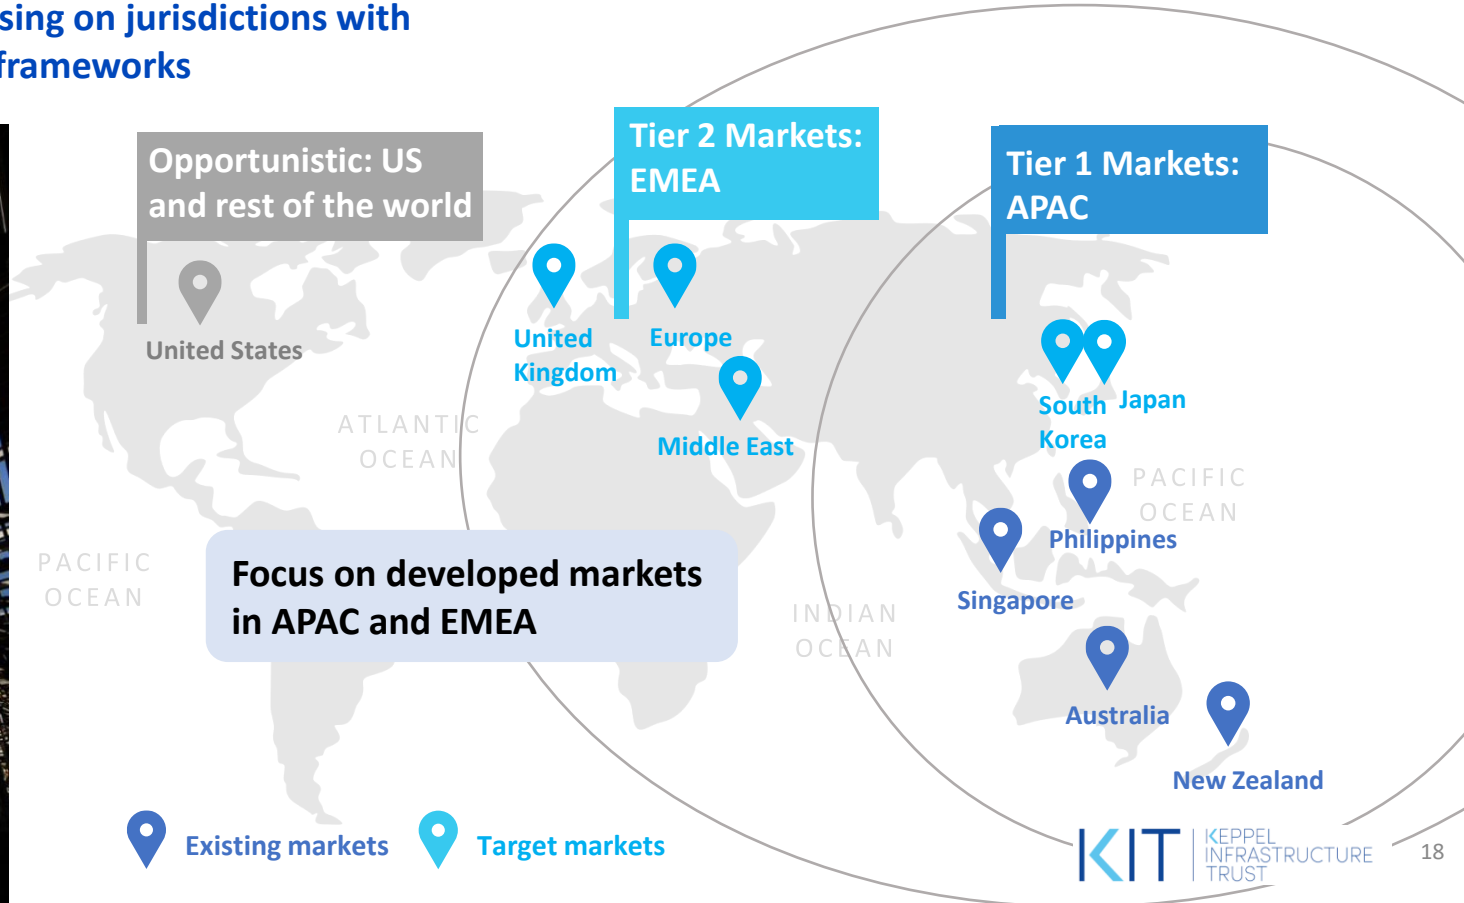 sing on jurisdictions with
frameworks
Opportunistic: US
and rest of the world
Tier 2 Markets:
EMEA
Tier 1 Markets:
APAC
United States
United
Kingdom
Europe
Middle East
South
Korea
Japan
ATLANTIC
OCEAN
PACIFIC
OCEAN
Philippines
Singapore
PACIFIC
OCEAN
Focus on developed markets
in APAC and EMEA
INDIAN
OCEAN
Australia
New Zealand
Existing markets
Target markets
KIT
KEPPEL
INFRASTRUCTURE
TRUST
18